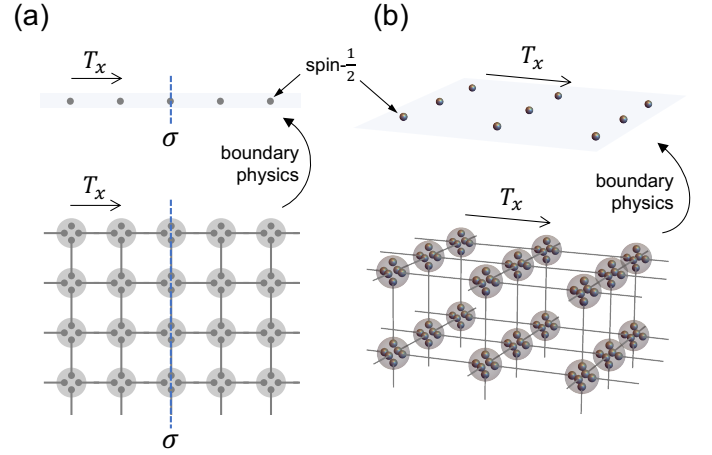 (a)
(b)
T_x
spin-1/2
T_x
σ
boundary
physics
T_x
boundary
physics
T_x
σ